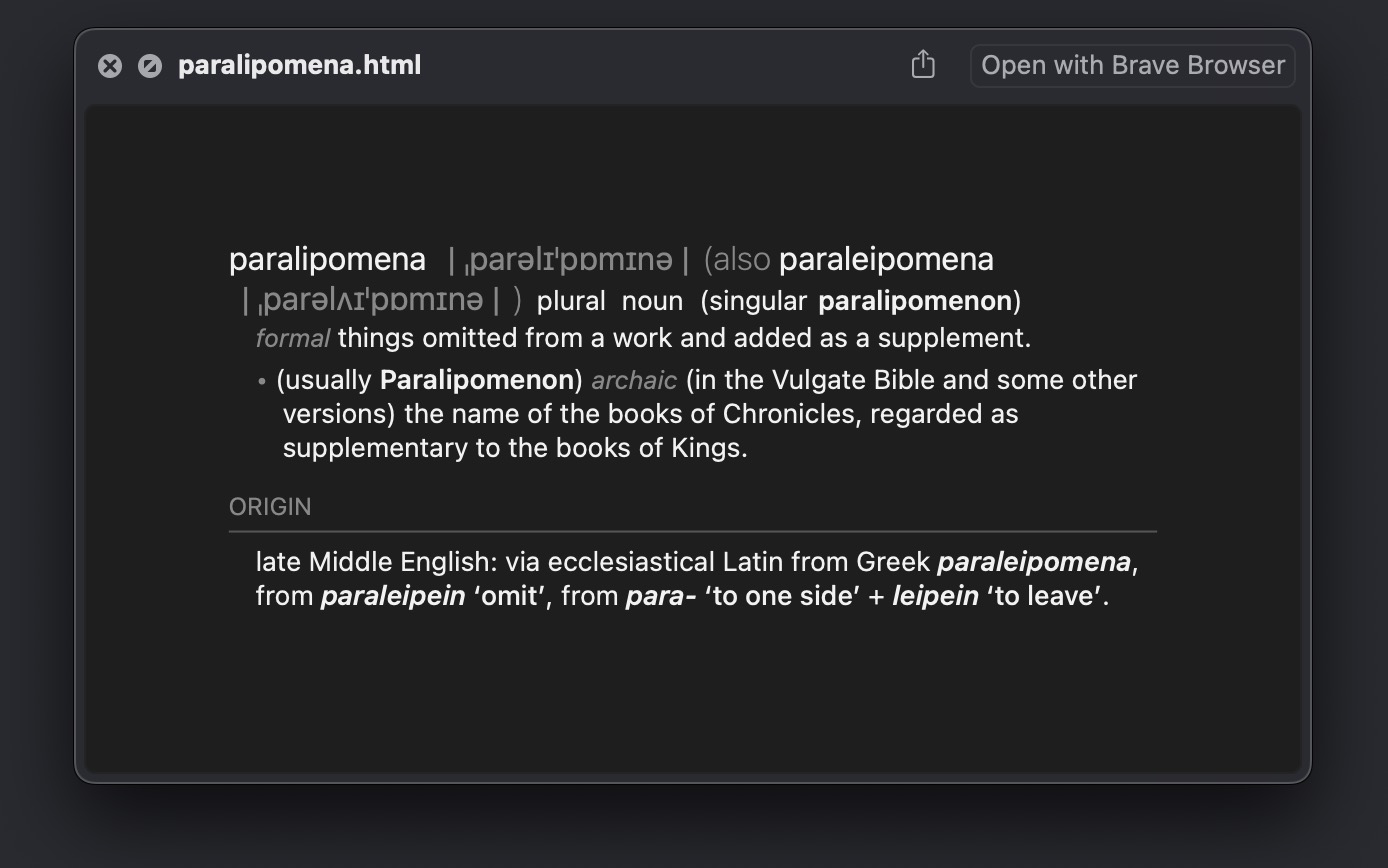 paralipomena.html
Open with Brave Browser
paralipomena | ˌparəlɪˈpɒmɪnə | (also paraleipomena
| ˌparəlʌɪˈpɒmɪnə | ) plural noun (singular paralipomenon)
formal things omitted from a work and added as a supplement.
• (usually Paralipomenon) archaic (in the Vulgate Bible and some other
versions) the name of the books of Chronicles, regarded as
supplementary to the books of Kings.
ORIGIN
late Middle English: via ecclesiastical Latin from Greek paraleipomena,
from paraleipein ‘omit’, from para- ‘to one side’ + leipein ‘to leave’.